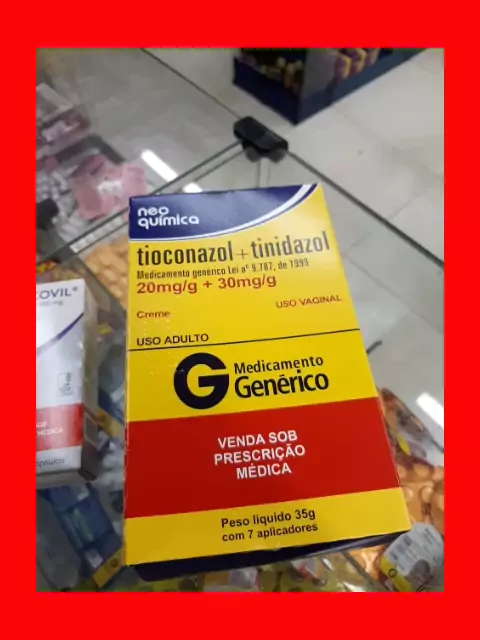 neo
química
tioconazol + tinidazol
Medicamento genérico Lei nº 9.787, de 1999
20mg/g + 30mg/g
USO VAGINAL
Creme
USO ADULTO
G Medicamento
Genérico
VENDA SOB
PRESCRIÇÃO
MÉDICA
Peso líquido 35g
com 7 aplicadores
COVIL®